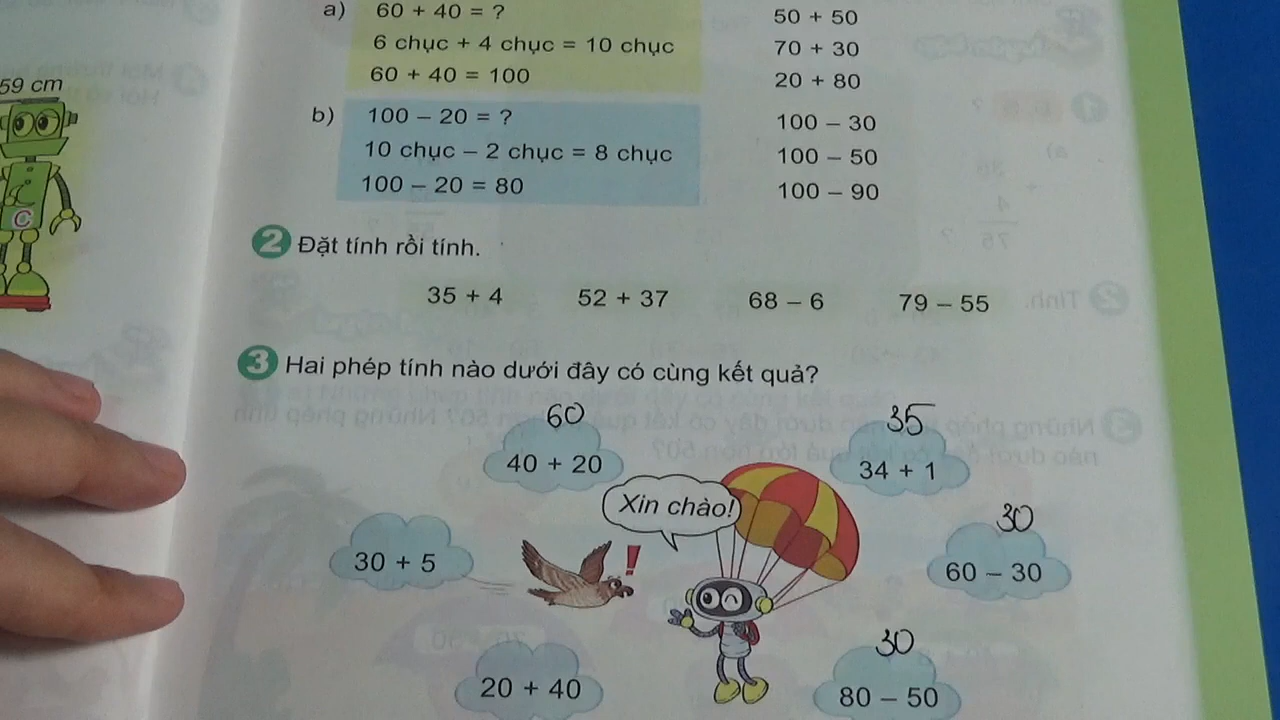 a) 60 + 40 = ?
6 chục + 4 chục = 10 chục
60 + 40 = 100
50 + 50
70 + 30
20 + 80
b) 100 – 20 = ?
10 chục – 2 chục = 8 chục
100 – 20 = 80
100 – 30
100 – 50
100 – 90
59 cm
C
2 Đặt tính rồi tính.
35 + 4 52 + 37 68 – 6 79 – 55
3 Hai phép tính nào dưới đây có cùng kết quả?
60
40 + 20
35
34 + 1
Xin chào!
30 + 5
!
30
60 – 30
20 + 40
30
80 – 50